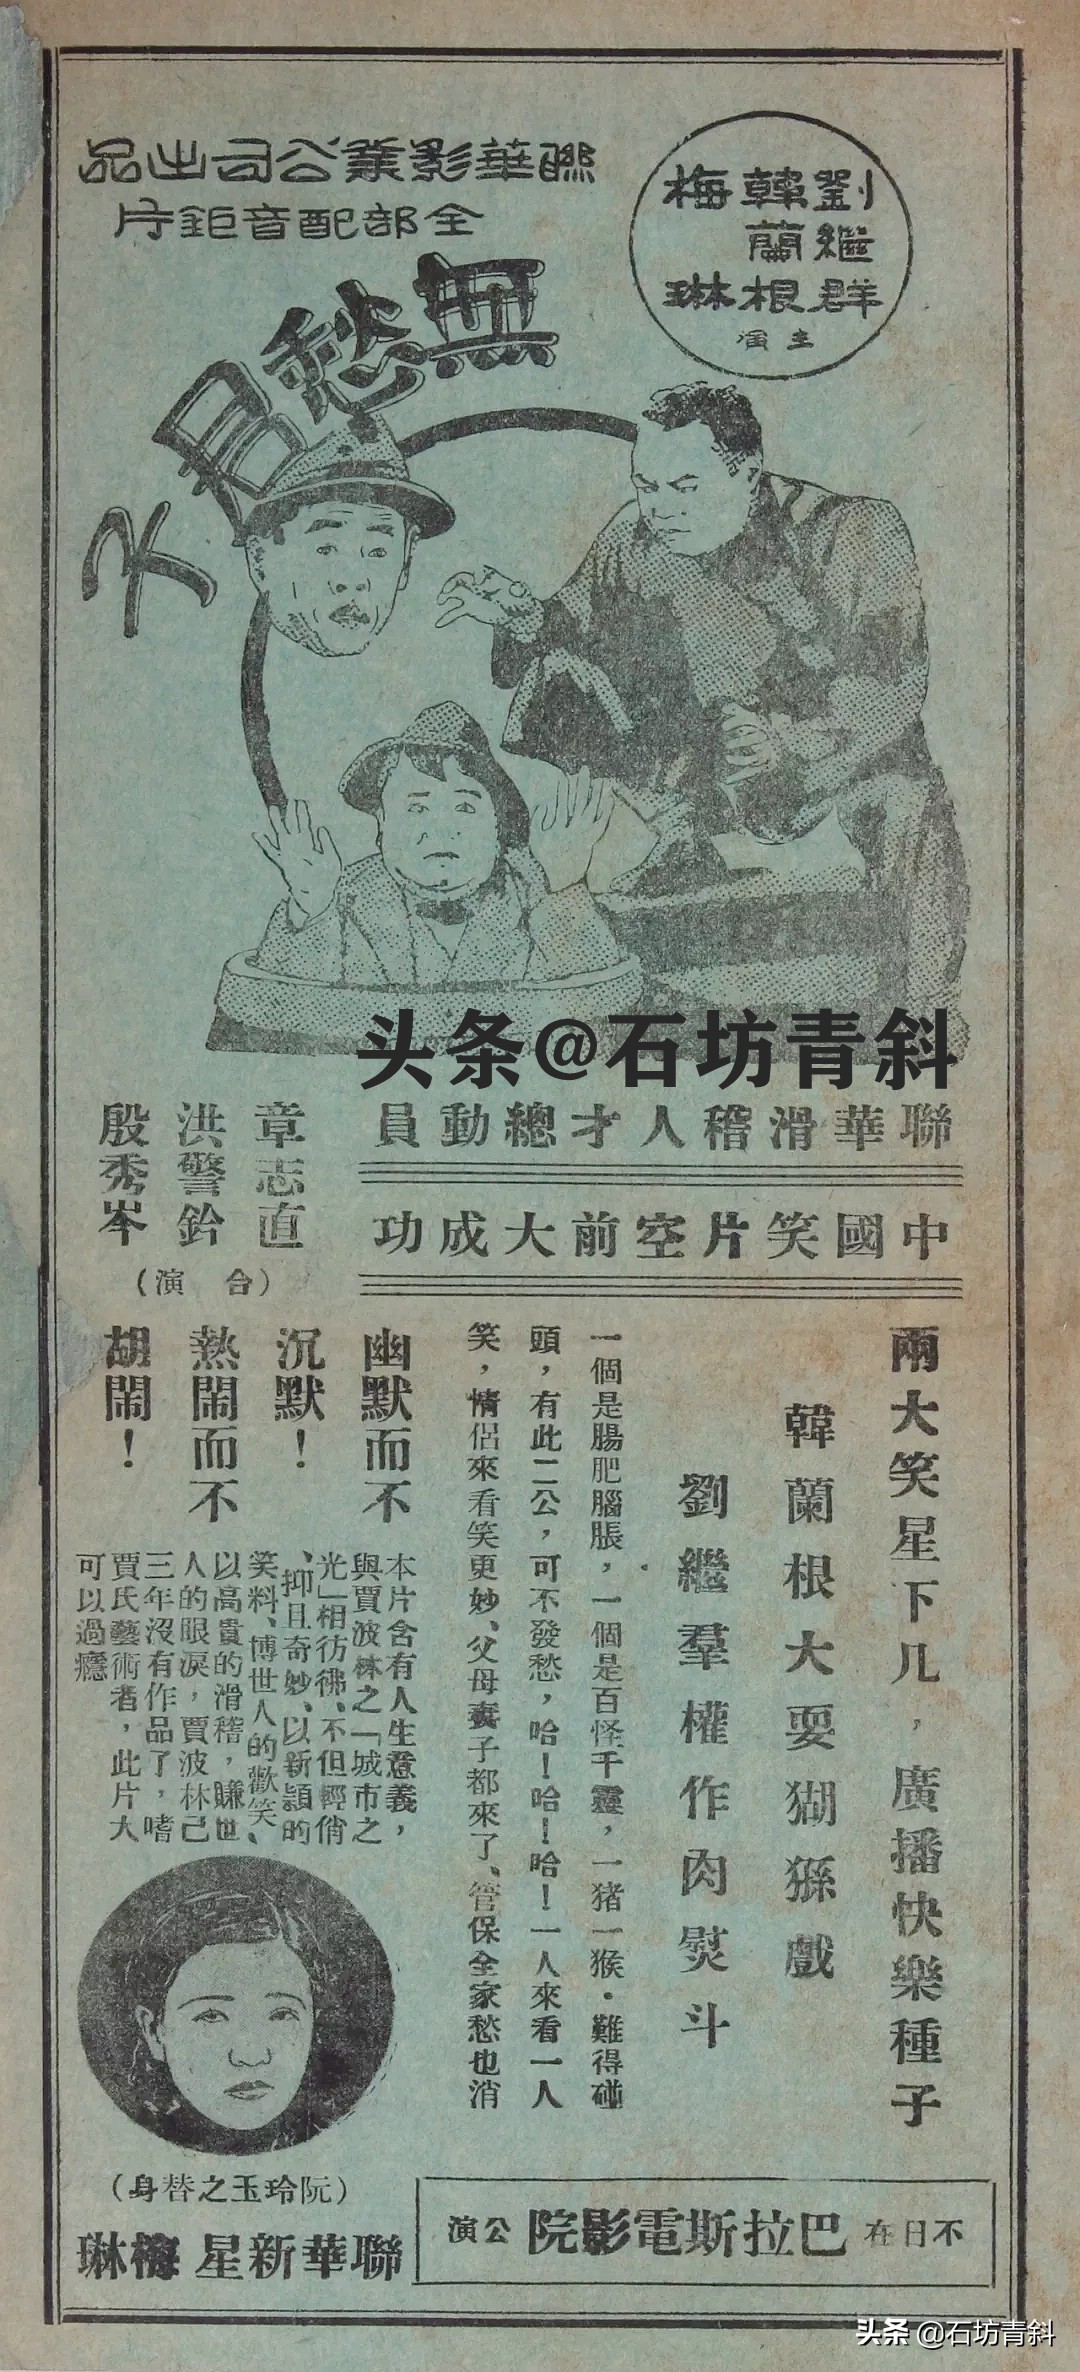 聯華影業公司出品
全部配音鉅片
無愁君子
劉繼群
韓蘭根
梅琳
主演
头条@石坊青斜
聯華滑稽人才總動員
中國笑片空前大成功
章志直
洪警鈴
殷秀岑
（合演）
兩大笑星下凡，廣播快樂種子
韓蘭根大耍猢猻戲
劉繼羣權作肉熨斗
一個是腸肥腦脹，一個是百怪千靈，一猪一猴·難得碰
頭，有此二公，可不發愁，哈！哈！哈！一人來看一人
笑，情侶來看笑更妙、父母妻子都來了、管保全家愁也消
幽默而不
沉默！
熱鬧而不
胡鬧！
本片含有人生意義，
與賈波林之「城市之
光」相彷彿、不但輕俏
、抑且奇妙、以新穎的
笑料、博世人的歡笑、
以高貴的滑稽，賺世
人的眼淚，賈波林己
三年沒有作品了，嗜
賈氏藝術者，此片大
可以過癮
（阮玲玉之替身）
聯華新星 梅琳
不日在巴拉斯電影院公演
头条 @石坊青斜